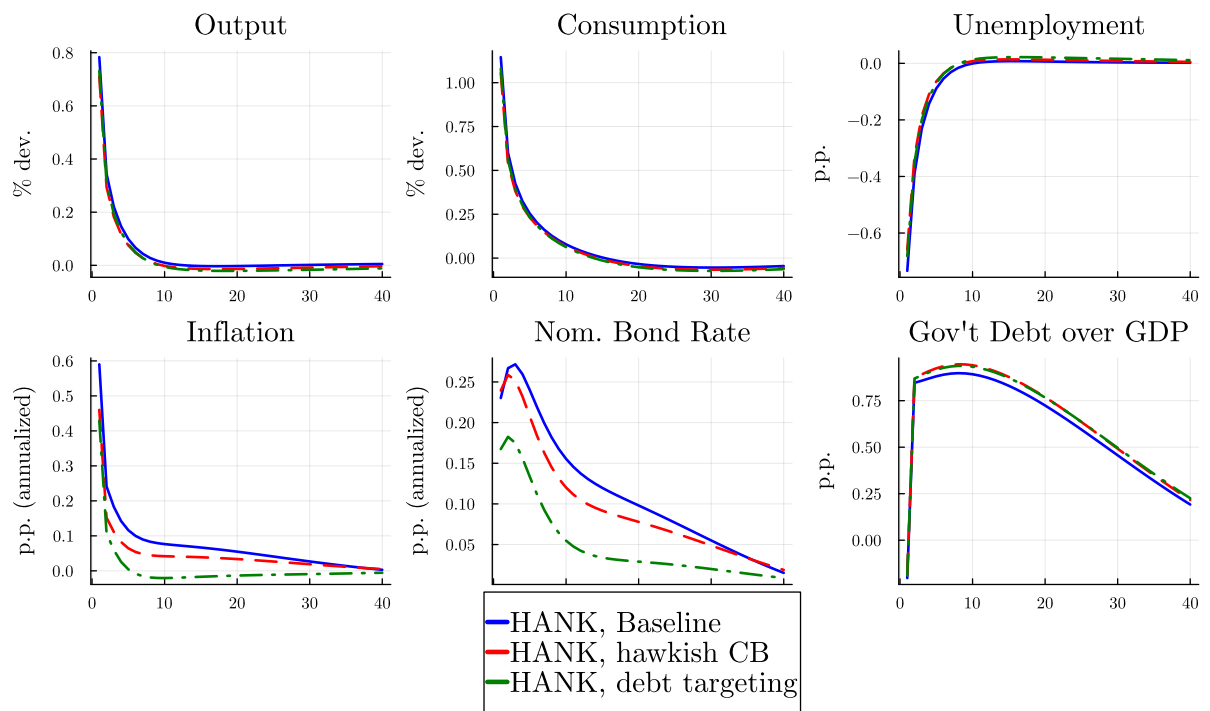 Output
Consumption
Unemployment
% dev.
0.8
0.6
0.4
0.2
0.0
0 10 20 30 40
% dev.
1.00
0.75
0.50
0.25
0.00
0 10 20 30 40
p.p.
0.0
−0.2
−0.4
−0.6
0 10 20 30 40
Inflation
Nom. Bond Rate
Gov't Debt over GDP
p.p. (annualized)
0.6
0.5
0.4
0.3
0.2
0.1
0.0
0 10 20 30 40
p.p. (annualized)
0.25
0.20
0.15
0.10
0.05
p.p.
0.75
0.50
0.25
0.00
0 10 20 30 40
HANK, Baseline
HANK, hawkish CB
HANK, debt targeting